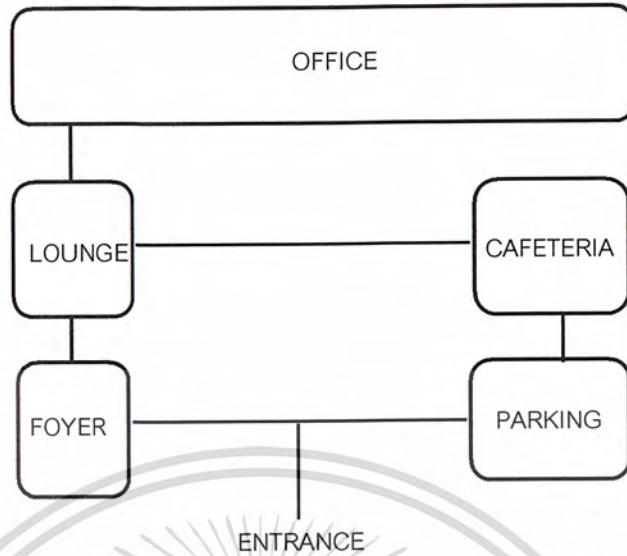 OFFICE
LOUNGE
CAFETERIA
FOYER
PARKING
ENTRANCE